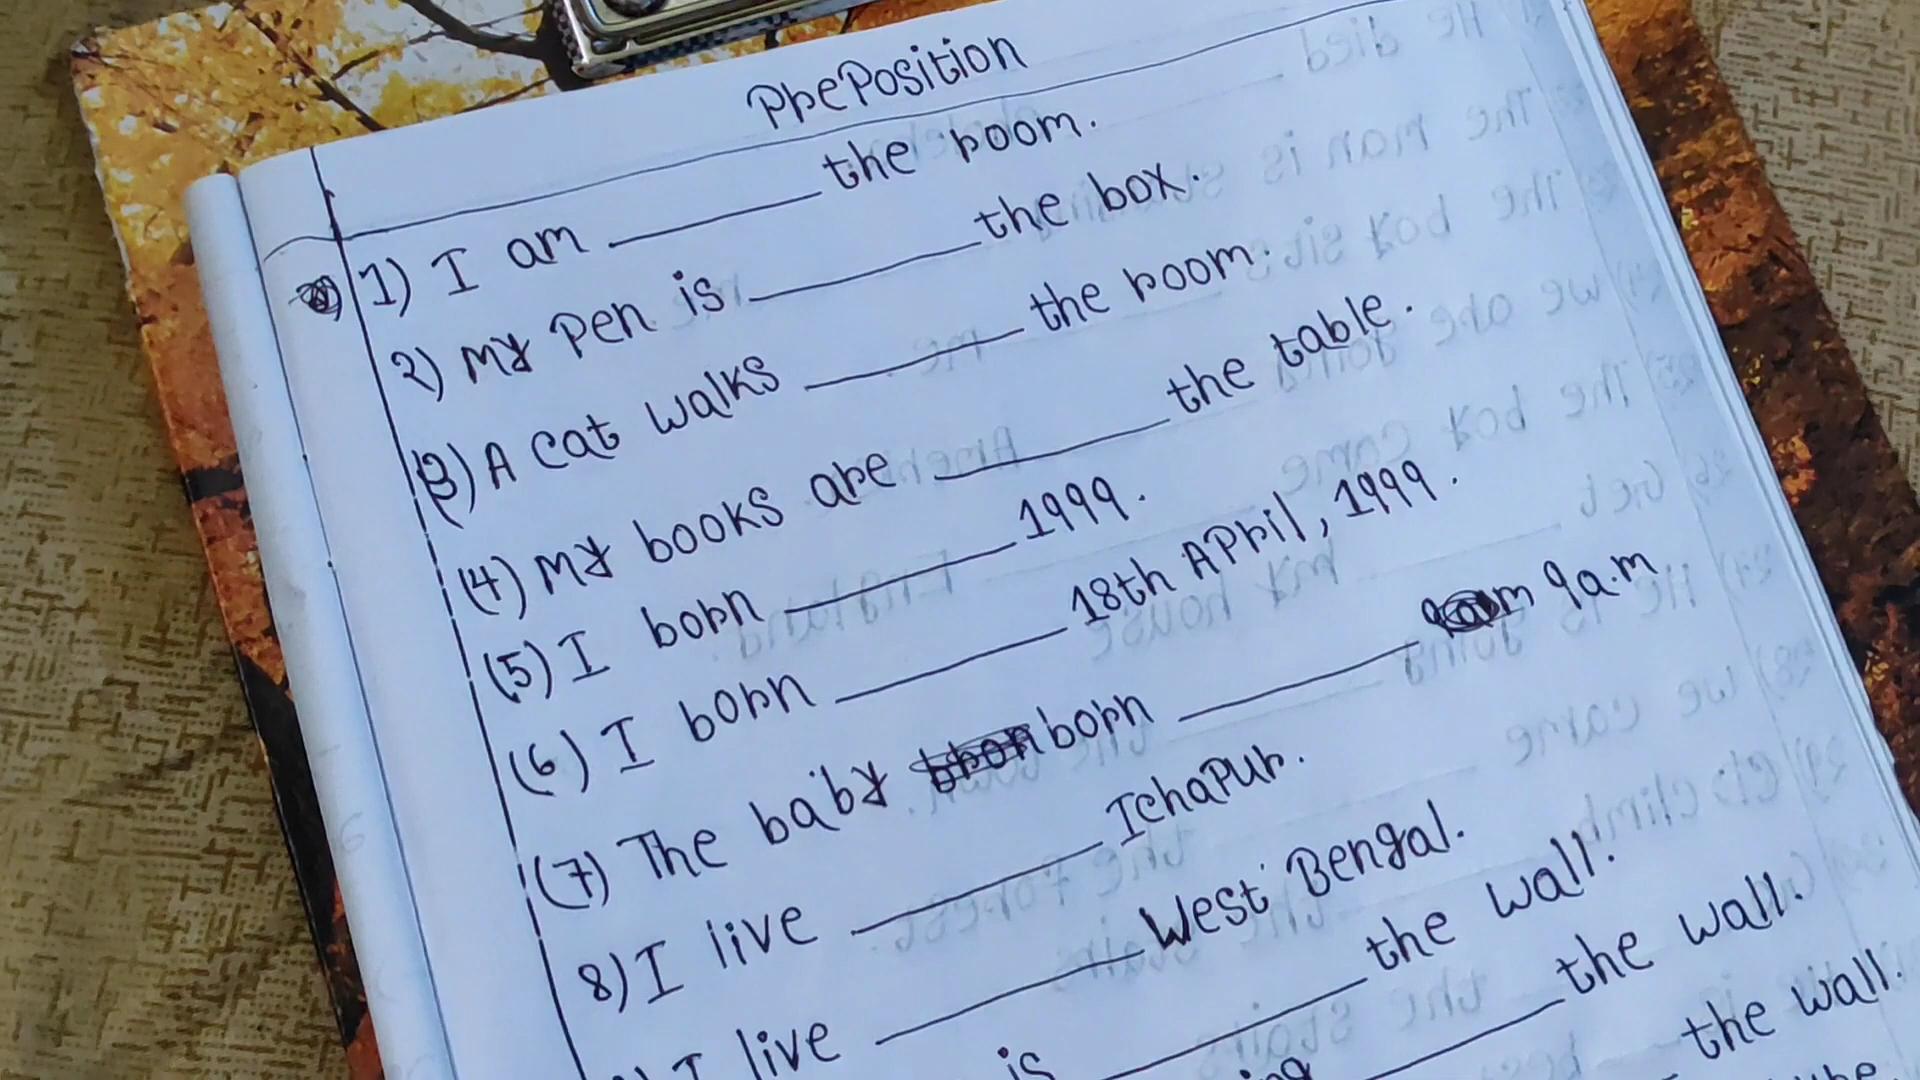 PrePosition
1) I am ________ the room.
2) My Pen is ________ the box.
(3) A cat walks ________ the room.
(4) My books are ________ the table.
(5) I born ________ 1999.
(6) I born ________ 18th APril, 1999.
(7) The baby born ________ 9a.m
8) I live ________ IchaPur.
I live ________ West Bengal.
is ________ the wall.
________ the wall.
the wall.